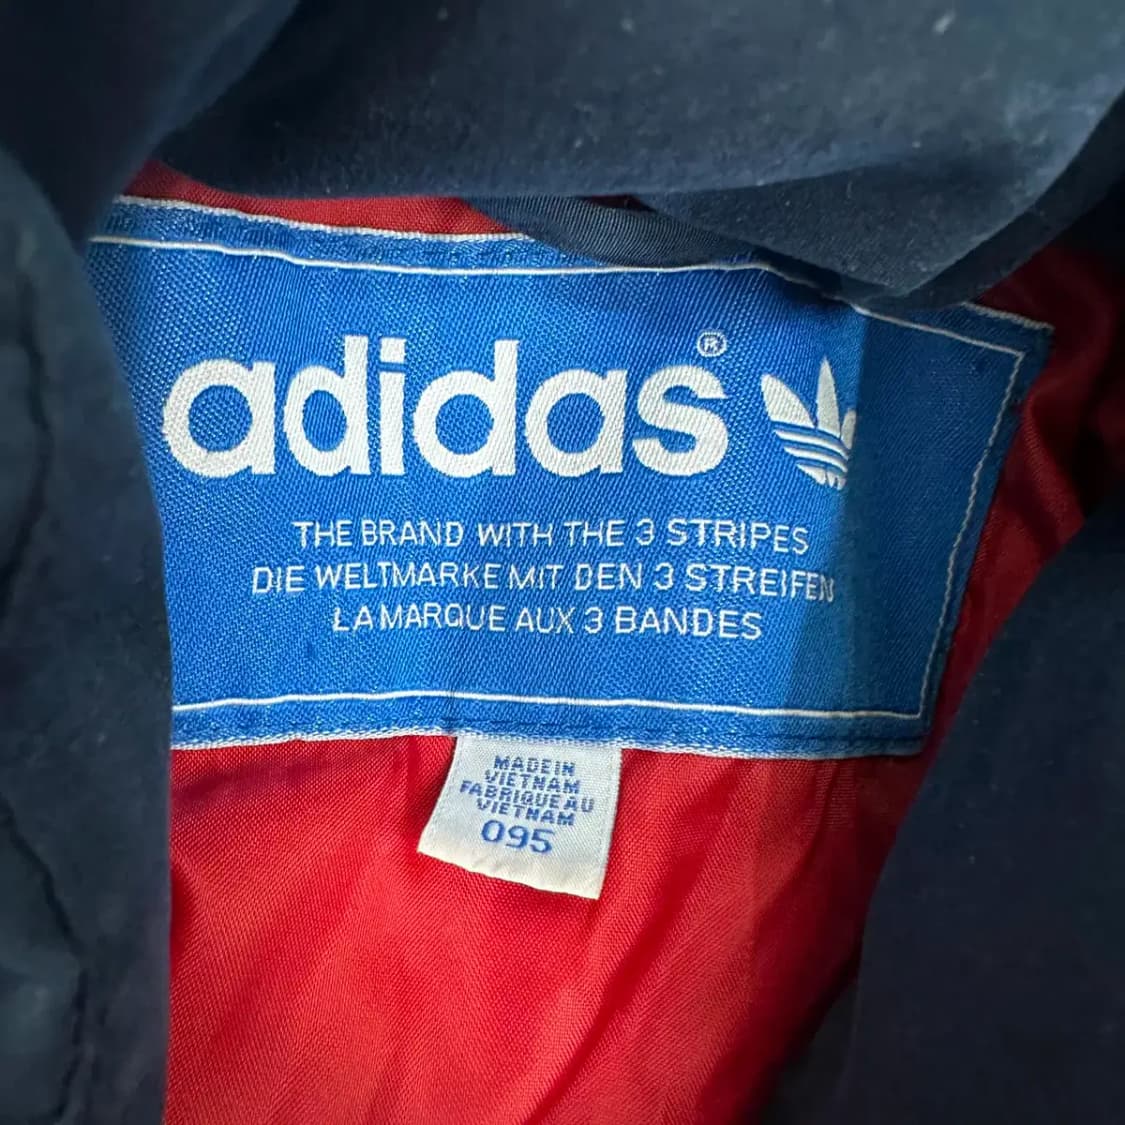 adidas®
THE BRAND WITH THE 3 STRIPES
DIE WELTMARKE MIT DEN 3 STREIFEN
LA MARQUE AUX 3 BANDES
MADE IN
VIETNAM
FABRIQUE AU
VIETNAM
095